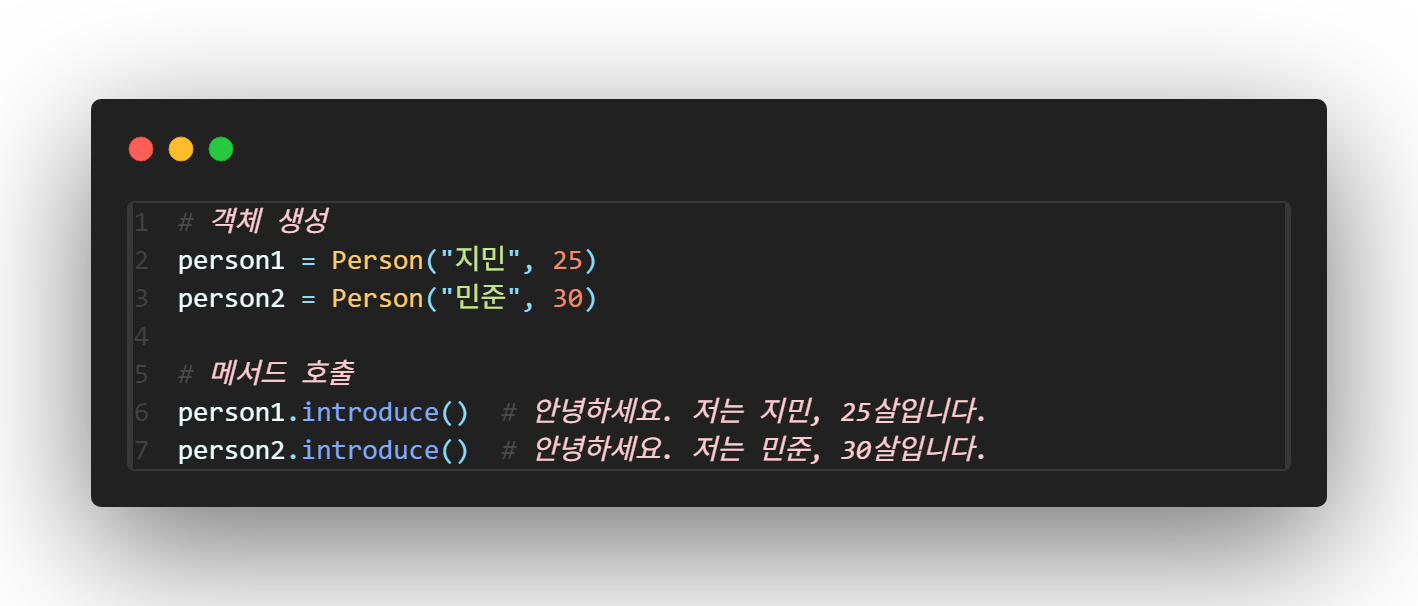 1 # 객체 생성
2 person1 = Person("지민", 25)
3 person2 = Person("민준", 30)
4
5 # 메서드 호출
6 person1.introduce()  # 안녕하세요. 저는 지민, 25살입니다.
7 person2.introduce()  # 안녕하세요. 저는 민준, 30살입니다.